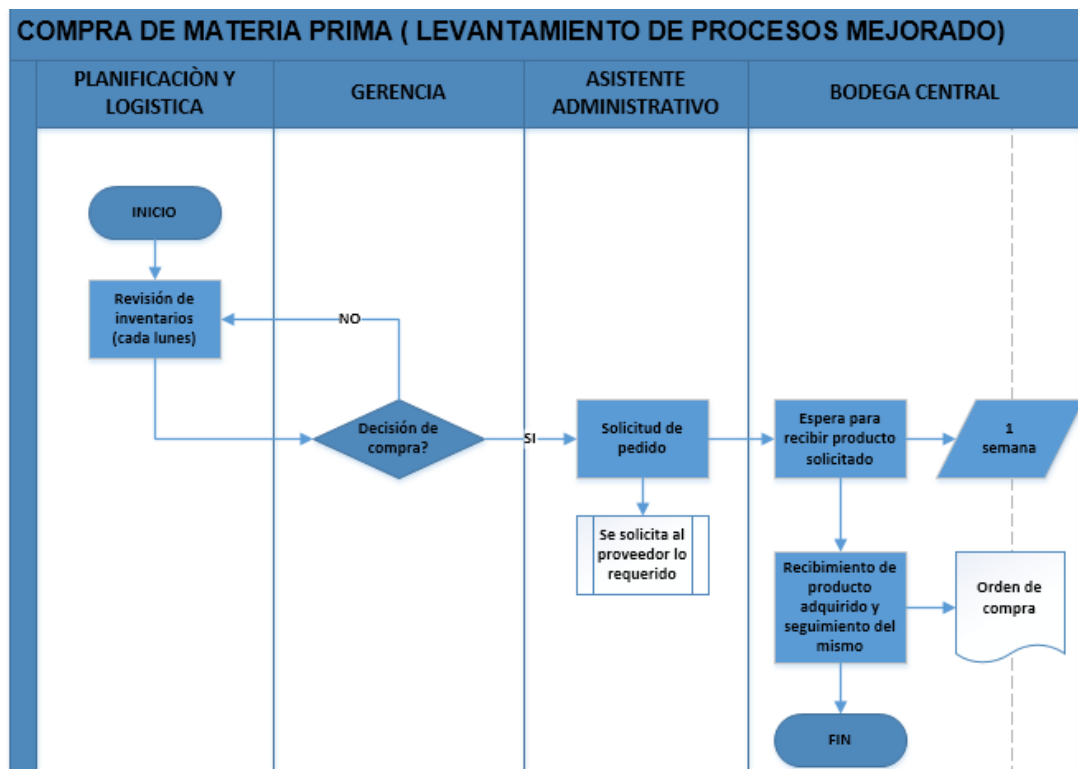 COMPRA DE MATERIA PRIMA ( LEVANTAMIENTO DE PROCESOS MEJORADO)
PLANIFICACIÒN Y
LOGISTICA
GERENCIA
ASISTENTE
ADMINISTRATIVO
BODEGA CENTRAL
INICIO
Revisión de
inventarios
(cada lunes)
NO
Decisión de
compra?
SI
Solicitud de
pedido
Se solicita al
proveedor lo
requerido
Espera para
recibir producto
solicitado
1
semana
Recibimiento de
producto
adquirido y
seguimiento del
mismo
Orden de
compra
FIN